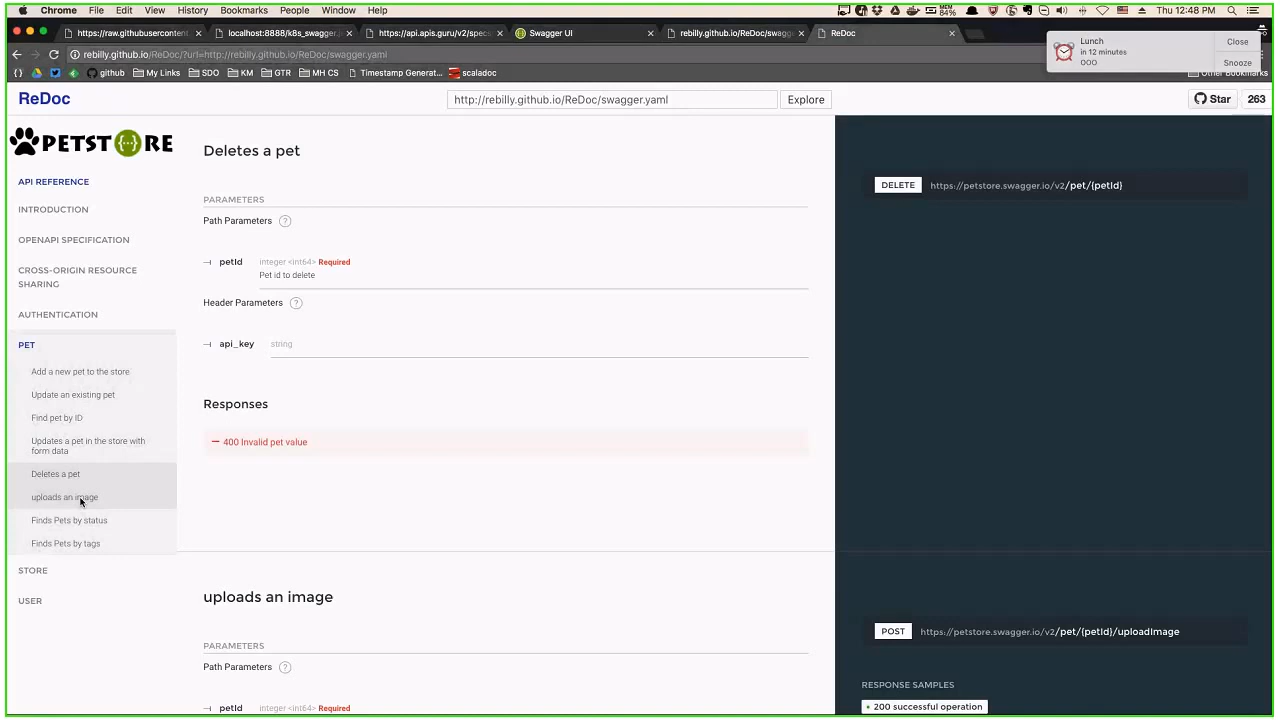 Chrome File Edit View History Bookmarks People Window Help
MEM 84% Thu 12:48 PM
https://raw.githubusercontent
localhost:8888/k8s_swagger.
https://api.apis.guru/v2/specs
Swagger UI
rebilly.github.io/ReDoc/swagge
ReDoc
rebilly.github.io/ReDoc/?url=http://rebilly.github.io/ReDoc/swagger.yaml
Lunch
in 12 minutes
OOO
Close
Snooze
github My Links SDO KM GTR MH CS Timestamp Generat... scaladoc Other Bookmarks
ReDoc
http://rebilly.github.io/ReDoc/swagger.yaml
Explore
Star
263
PETSTORE
API REFERENCE
INTRODUCTION
OPENAPI SPECIFICATION
CROSS-ORIGIN RESOURCE
SHARING
AUTHENTICATION
PET
Add a new pet to the store
Update an existing pet
Find pet by ID
Updates a pet in the store with
form data
Deletes a pet
uploads an image
Finds Pets by status
Finds Pets by tags
STORE
USER
Deletes a pet
PARAMETERS
Path Parameters ?
petId integer <int64> Required
Pet id to delete
Header Parameters ?
api_key string
Responses
400 Invalid pet value
DELETE https://petstore.swagger.io/v2/pet/{petId}
uploads an image
PARAMETERS
Path Parameters ?
petId integer <int64> Required
POST https://petstore.swagger.io/v2/pet/{petId}/uploadImage
RESPONSE SAMPLES
200 successful operation